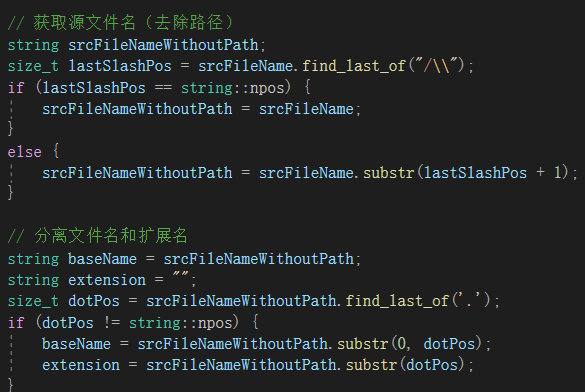 // 获取源文件名（去除路径）
string srcFileNameWithoutPath;
size_t lastSlashPos = srcFileName.find_last_of("/\\");
if (lastSlashPos == string::npos) {
    srcFileNameWithoutPath = srcFileName;
}
else {
    srcFileNameWithoutPath = srcFileName.substr(lastSlashPos + 1);
}

// 分离文件名和扩展名
string baseName = srcFileNameWithoutPath;
string extension = "";
size_t dotPos = srcFileNameWithoutPath.find_last_of('.');
if (dotPos != string::npos) {
    baseName = srcFileNameWithoutPath.substr(0, dotPos);
    extension = srcFileNameWithoutPath.substr(dotPos);
}